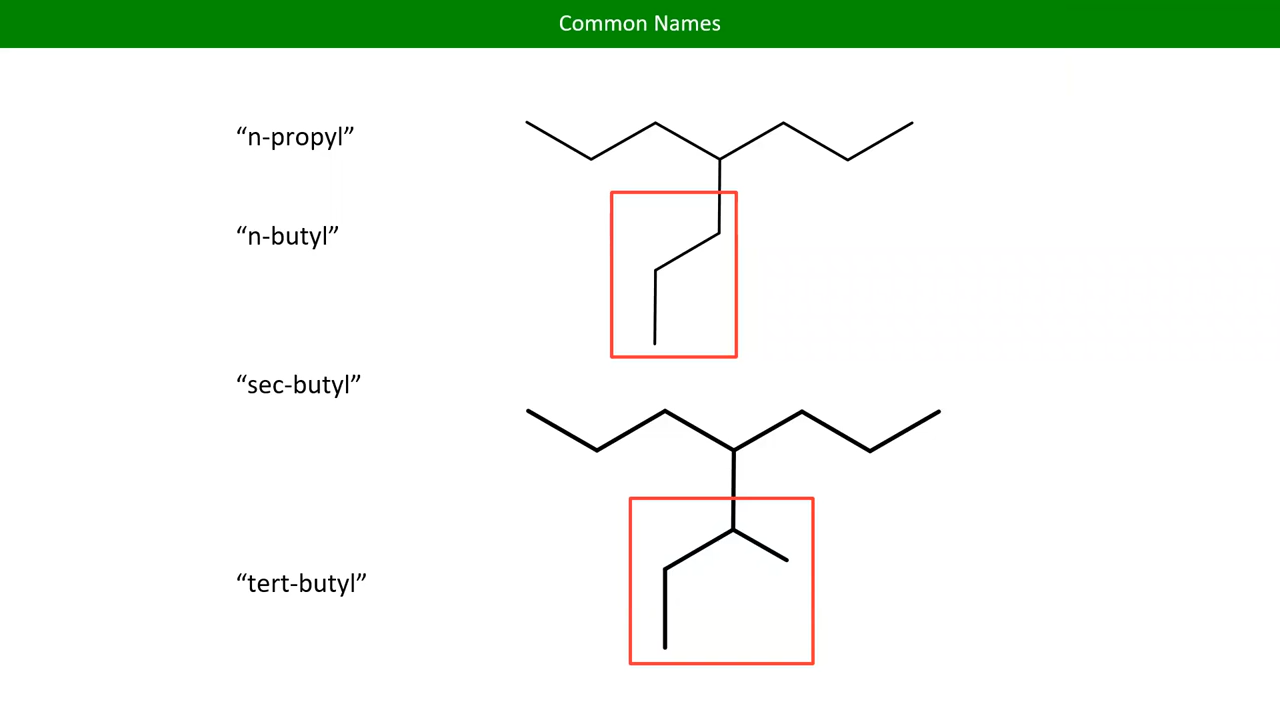 Common Names
“n-propyl”
“n-butyl”
“sec-butyl”
“tert-butyl”